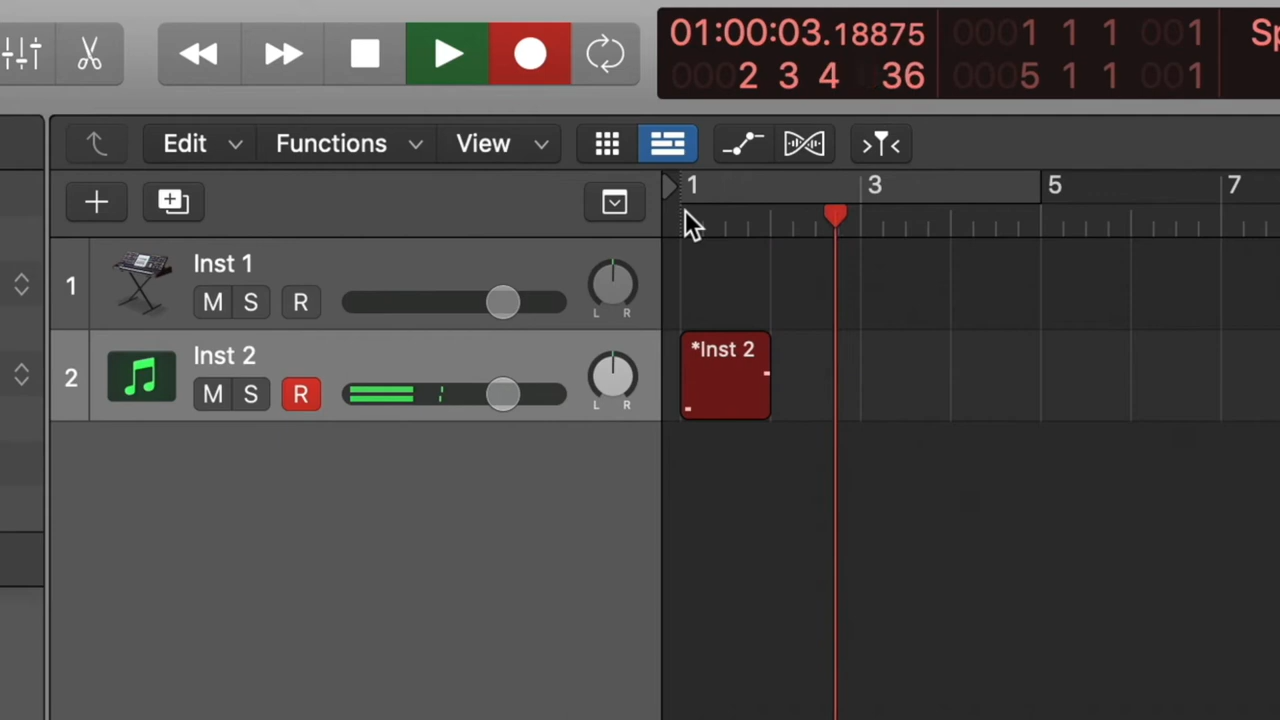 01:00:03.18875 0001 1 1 001 Sp
0002 3 4 36 0005 1 1 001
Edit Functions View
1 3 5 7
1 Inst 1
M S R
L R
*Inst 2
2 Inst 2
M S R
L R